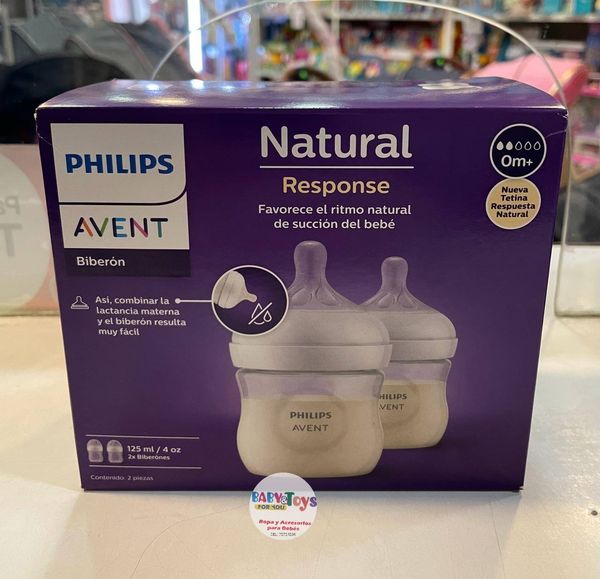 Natural
Response
Favorece el ritmo natural
de succión del bebé
PHILIPS
AVENT
Biberón
0m+
Nueva
Tetina
Respuesta
Natural
Así, combinar la
lactancia materna
y el biberón resulta
muy fácil
PHILIPS
AVENT
PHILIPS
AVENT
125 ml / 4 oz
2x Biberones
Contenido: 2 piezas
BABY & Toys
FOR YOU
Ropa y Accesorios
para Bebés